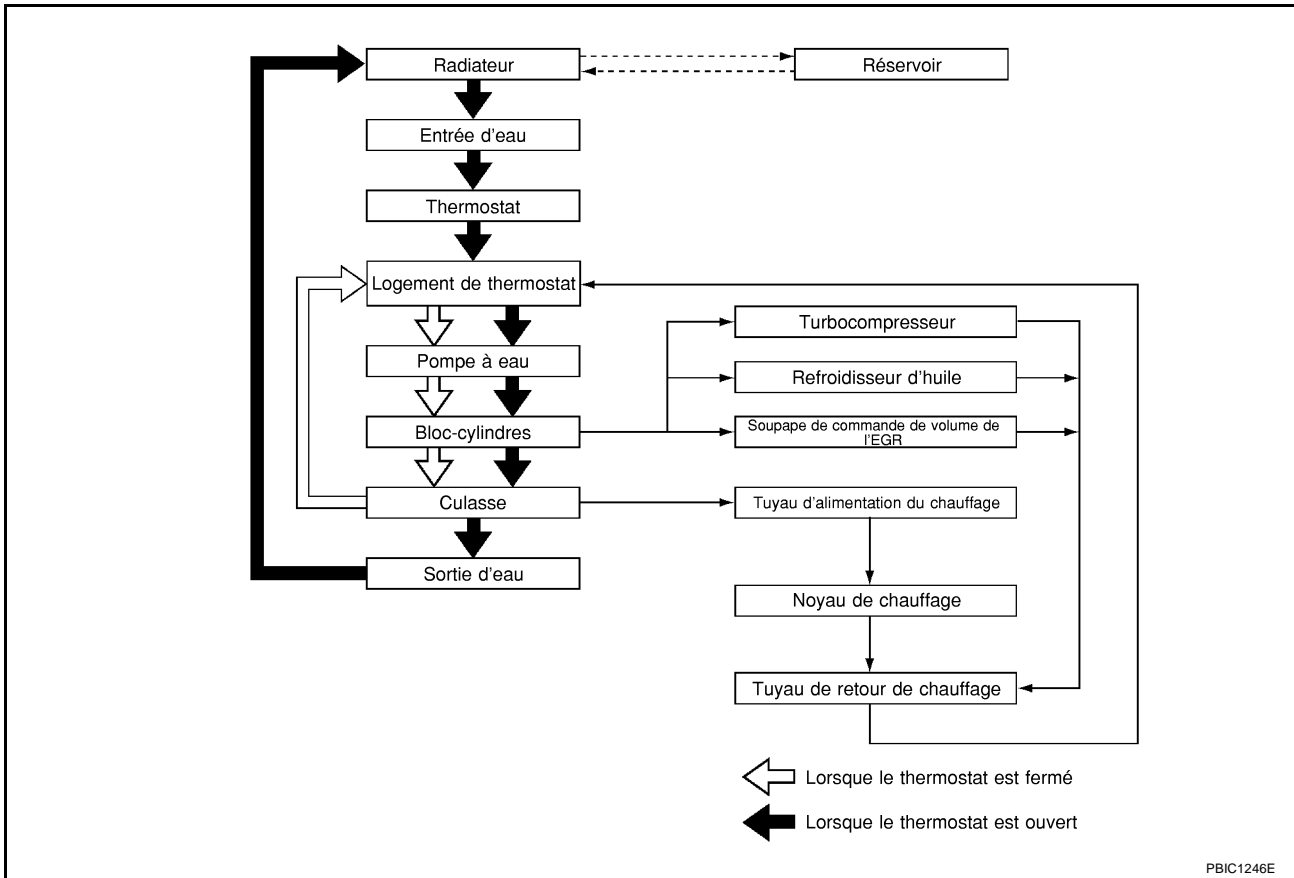 Radiateur
Réservoir
Entrée d'eau
Thermostat
Logement de thermostat
Turbocompresseur
Pompe à eau
Refroidisseur d'huile
Bloc-cylindres
Soupape de commande de volume de
l'EGR
Culasse
Tuyau d'alimentation du chauffage
Sortie d'eau
Noyau de chauffage
Tuyau de retour de chauffage
Lorsque le thermostat est fermé
Lorsque le thermostat est ouvert
PBIC1246E